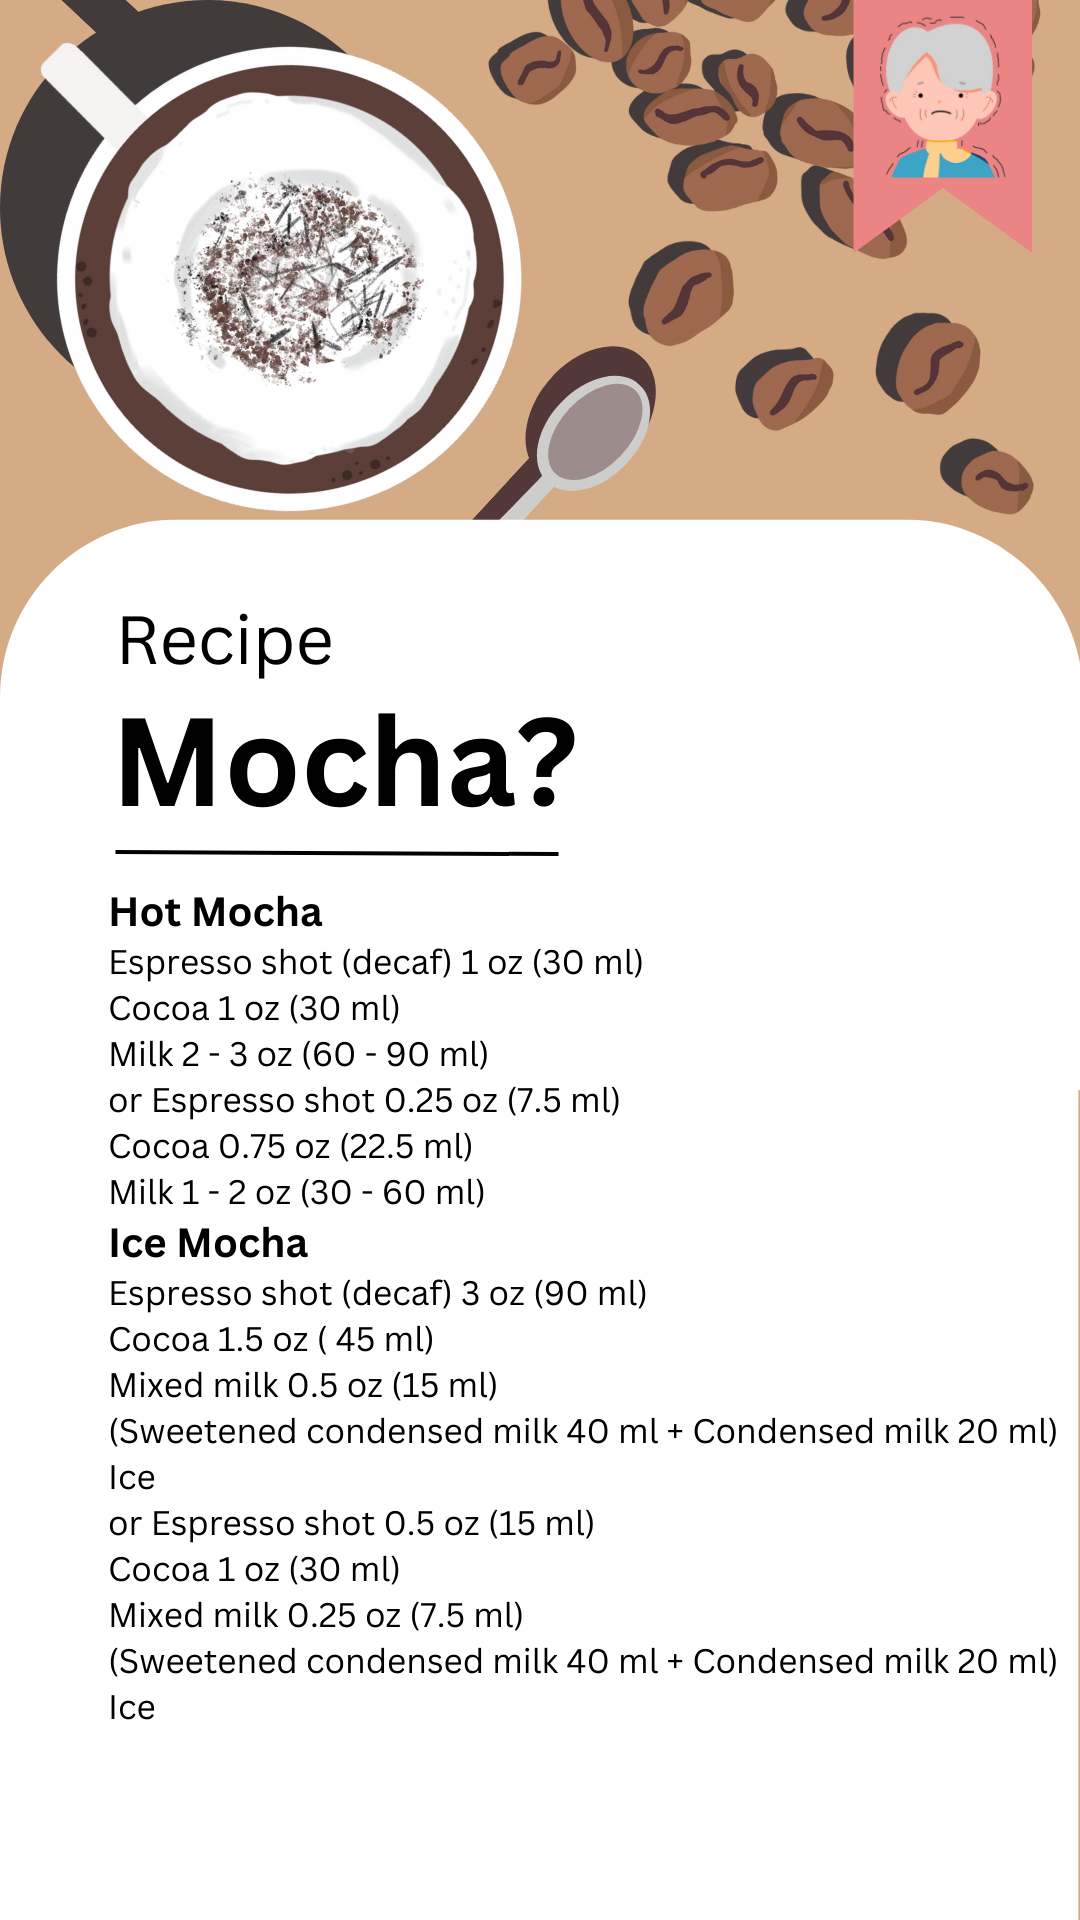 Recipe
Mocha?
Hot Mocha
Espresso shot (decaf) 1 oz (30 ml)
Cocoa 1 oz (30 ml)
Milk 2 - 3 oz (60 - 90 ml)
or Espresso shot 0.25 oz (7.5 ml)
Cocoa 0.75 oz (22.5 ml)
Milk 1 - 2 oz (30 - 60 ml)
Ice Mocha
Espresso shot (decaf) 3 oz (90 ml)
Cocoa 1.5 oz ( 45 ml)
Mixed milk 0.5 oz (15 ml)
(Sweetened condensed milk 40 ml + Condensed milk 20 ml)
Ice
or Espresso shot 0.5 oz (15 ml)
Cocoa 1 oz (30 ml)
Mixed milk 0.25 oz (7.5 ml)
(Sweetened condensed milk 40 ml + Condensed milk 20 ml)
Ice